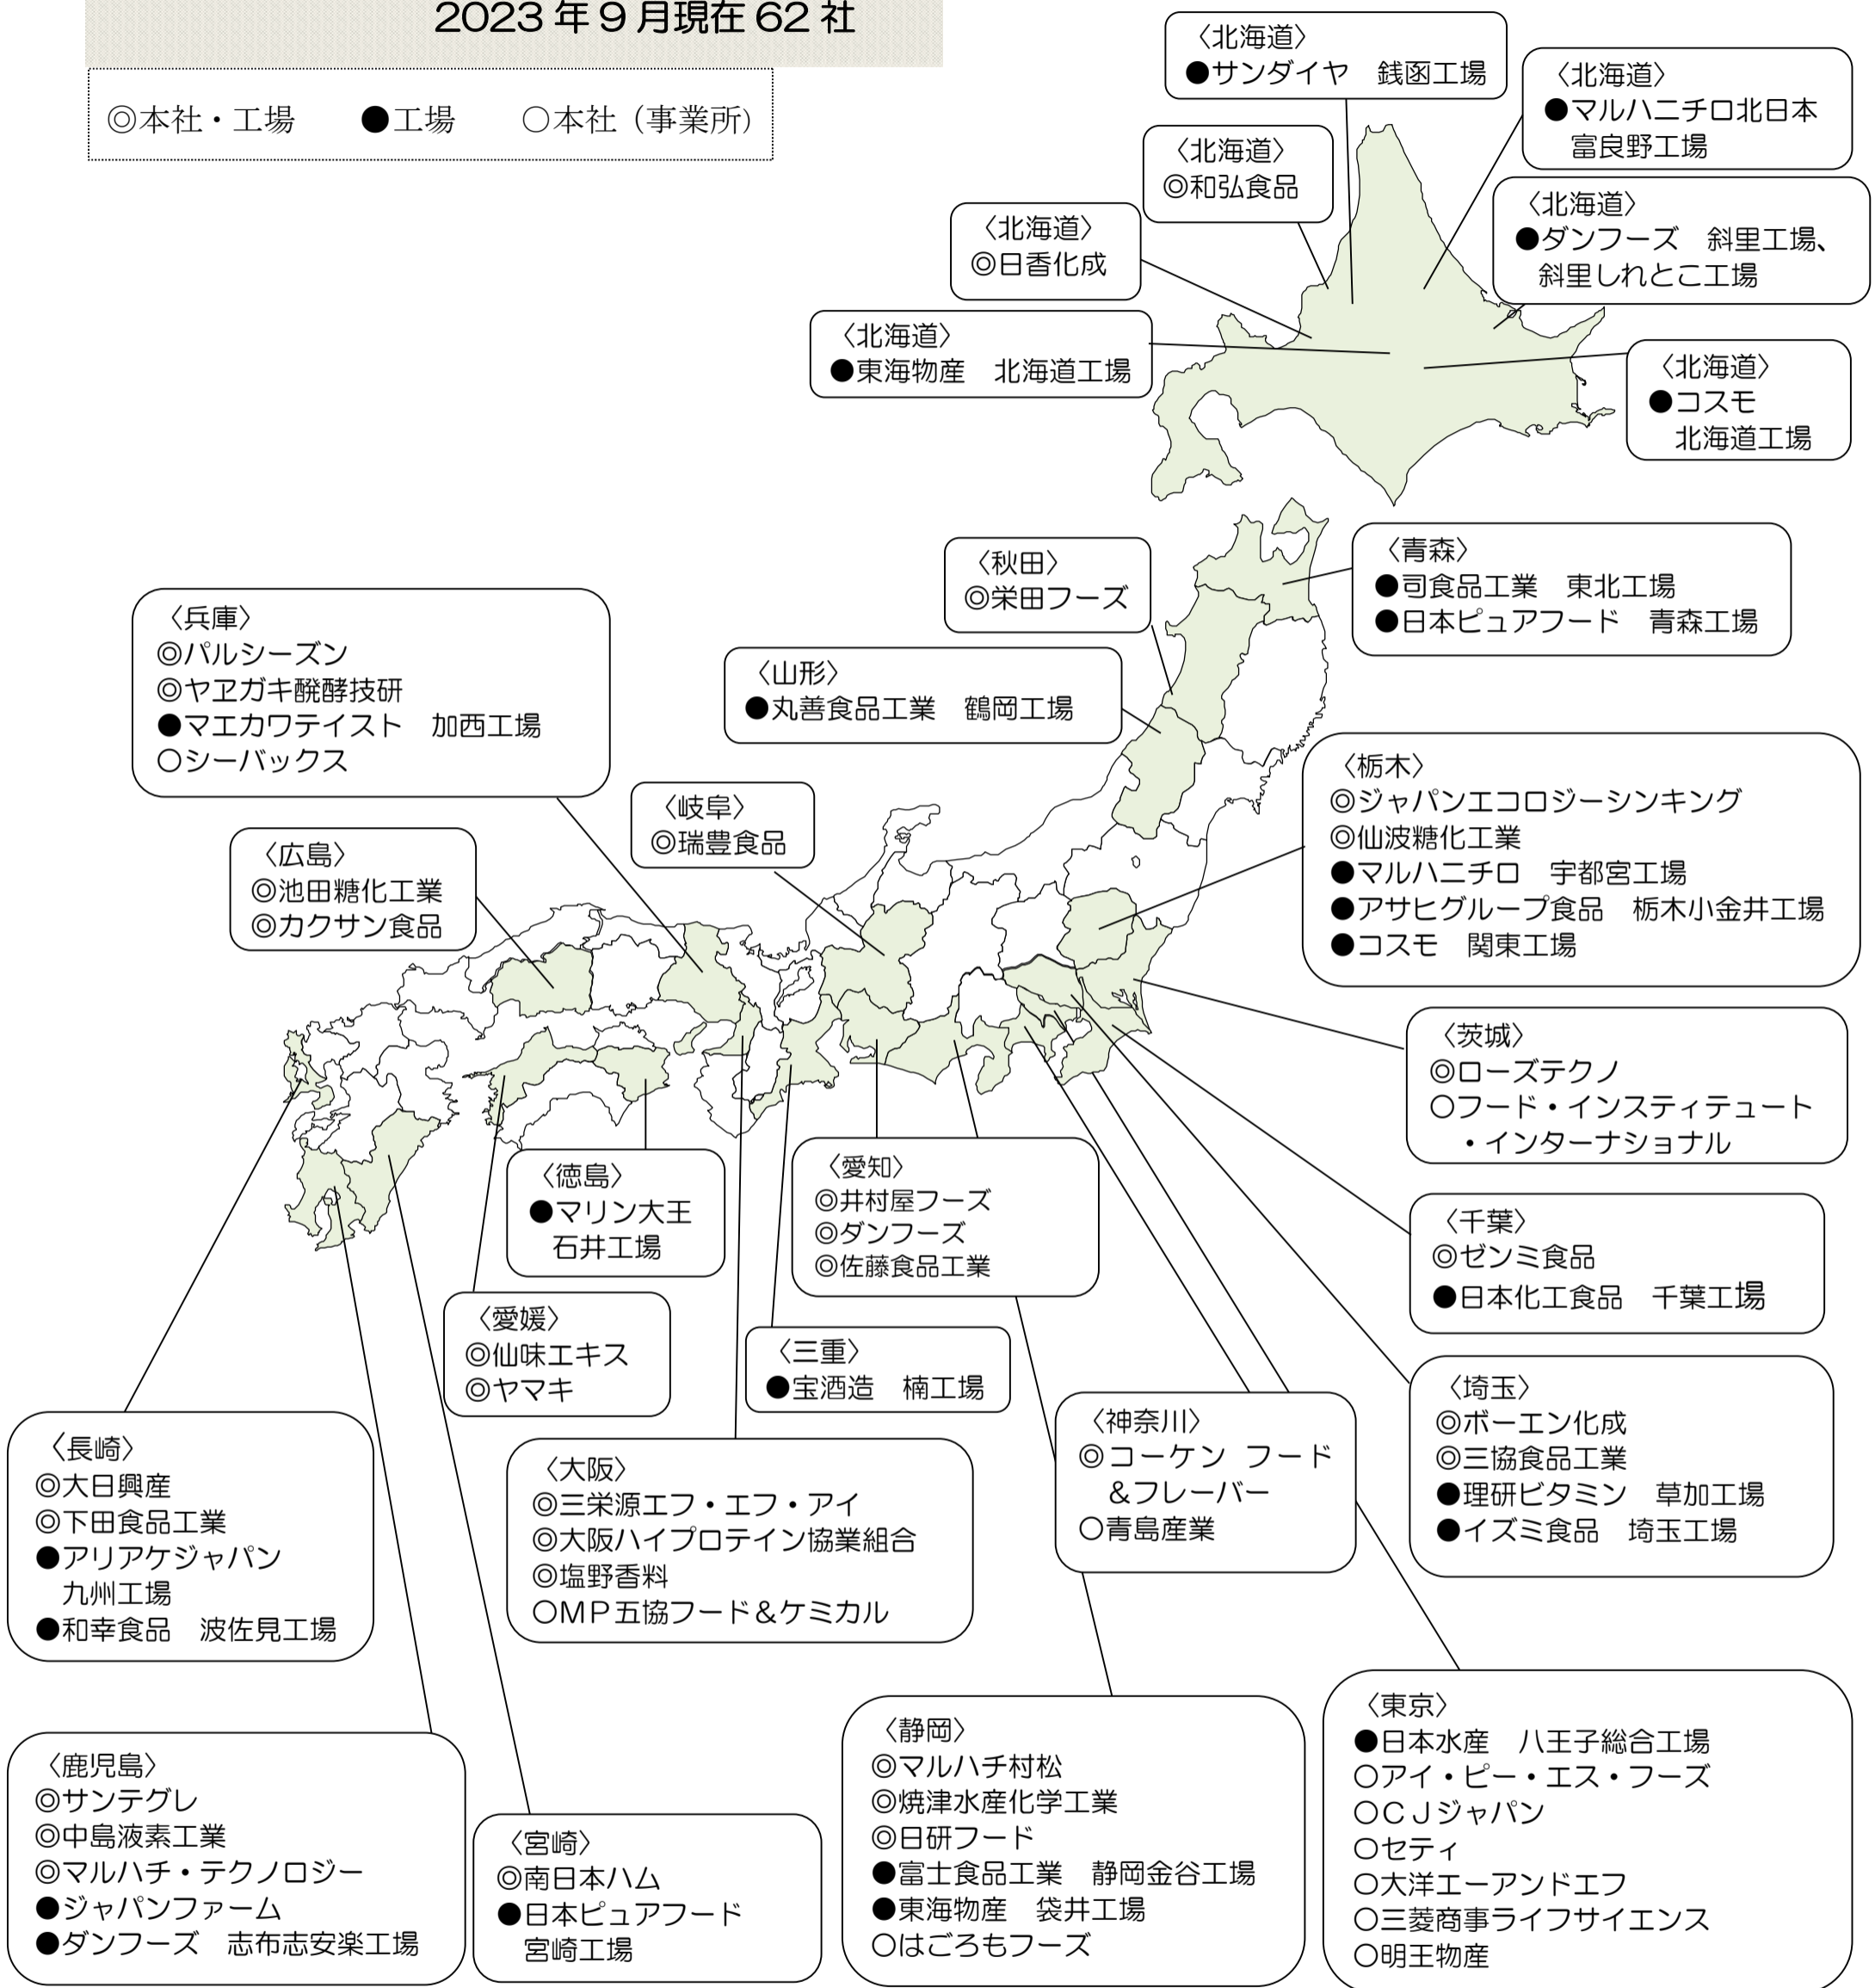 2023年9月現在62社
◎本社・工場　●工場　○本社（事業所）
〈北海道〉
●サンダイヤ　銭函工場
〈北海道〉
●マルハニチロ北日本
富良野工場
〈北海道〉
◎和弘食品
〈北海道〉
●ダンフーズ　斜里工場、
斜里しれとこ工場
〈北海道〉
◎日香化成
〈北海道〉
●東海物産　北海道工場
〈北海道〉
●コスモ
北海道工場
〈秋田〉
◎栄田フーズ
〈青森〉
●司食品工業　東北工場
●日本ピュアフード　青森工場
〈兵庫〉
◎パルシーズン
◎ヤヱガキ醗酵技研
●マエカワテイスト　加西工場
○シーバックス
〈山形〉
●丸善食品工業　鶴岡工場
〈岐阜〉
◎瑞豊食品
〈栃木〉
◎ジャパンエコロジーシンキング
◎仙波糖化工業
●マルハニチロ　宇都宮工場
●アサヒグループ食品　栃木小金井工場
●コスモ　関東工場
〈広島〉
◎池田糖化工業
◎カクサン食品
〈茨城〉
◎ローズテクノ
○フード・インスティテュート
・インターナショナル
〈徳島〉
●マリン大王
石井工場
〈愛知〉
◎井村屋フーズ
◎ダンフーズ
◎佐藤食品工業
〈千葉〉
◎ゼンミ食品
●日本化工食品　千葉工場
〈愛媛〉
◎仙味エキス
◎ヤマキ
〈三重〉
●宝酒造　楠工場
〈神奈川〉
◎コーケン フード
＆フレーバー
○青島産業
〈埼玉〉
◎ボーエン化成
◎三協食品工業
●理研ビタミン　草加工場
●イズミ食品　埼玉工場
〈長崎〉
◎大日興産
◎下田食品工業
●アリアケジャパン
九州工場
●和幸食品　波佐見工場
〈大阪〉
◎三栄源エフ・エフ・アイ
◎大阪ハイプロテイン協業組合
◎塩野香料
○ＭＰ五協フード＆ケミカル
〈鹿児島〉
◎サンテグレ
◎中島液素工業
◎マルハチ・テクノロジー
●ジャパンファーム
●ダンフーズ　志布志安楽工場
〈宮崎〉
◎南日本ハム
●日本ピュアフード
宮崎工場
〈静岡〉
◎マルハチ村松
◎焼津水産化学工業
◎日研フード
●富士食品工業　静岡金谷工場
●東海物産　袋井工場
○はごろもフーズ
〈東京〉
●日本水産　八王子総合工場
○アイ・ピー・エス・フーズ
○ＣＪジャパン
○セティ
○大洋エーアンドエフ
○三菱商事ライフサイエンス
○明王物産